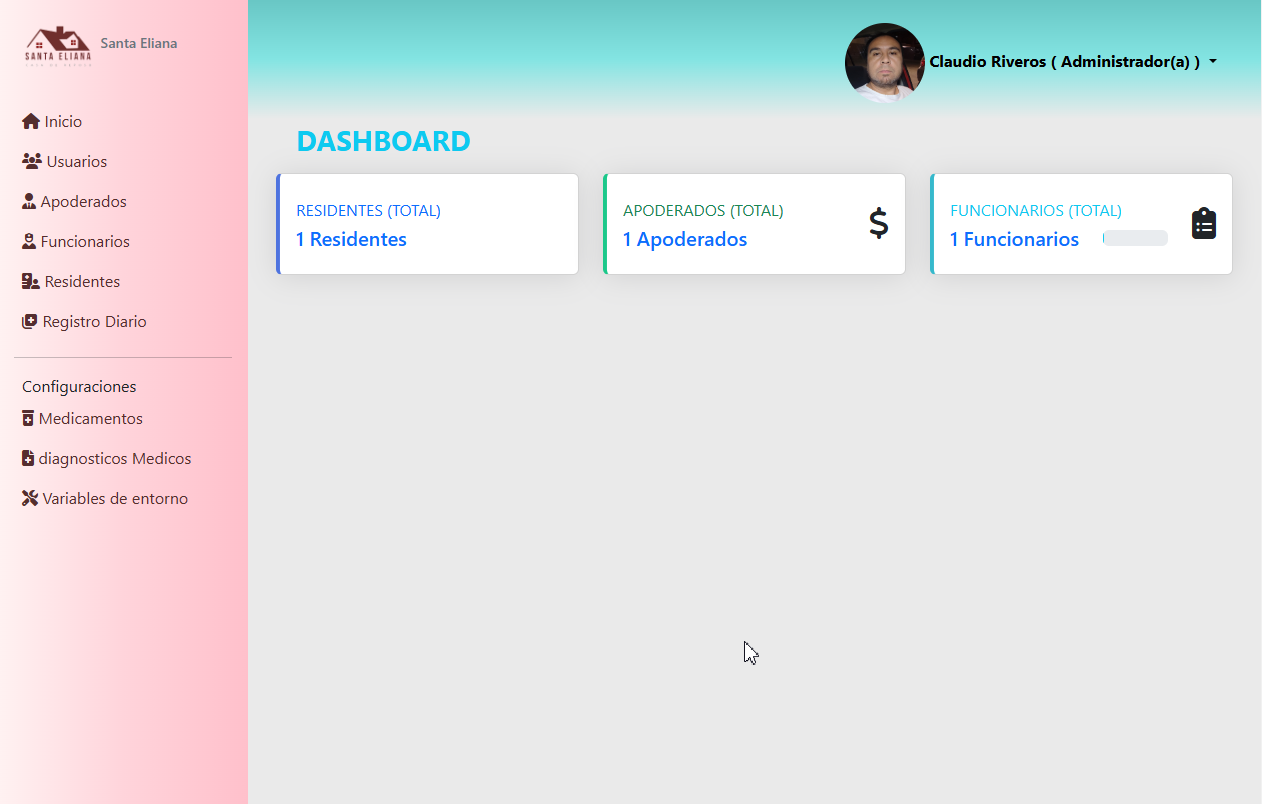 SANTA ELIANA
Santa Eliana
Claudio Riveros ( Administrador(a) )
Inicio
Usuarios
Apoderados
Funcionarios
Residentes
Registro Diario
Configuraciones
Medicamentos
diagnosticos Medicos
Variables de entorno
DASHBOARD
RESIDENTES (TOTAL)
1 Residentes
APODERADOS (TOTAL)
1 Apoderados
$
FUNCIONARIOS (TOTAL)
1 Funcionarios